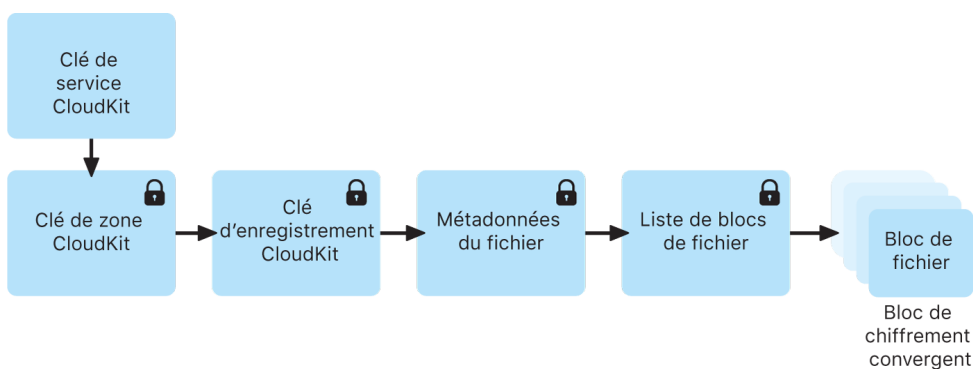 Clé de
service
CloudKit
Clé de zone
CloudKit
Clé
d'enregistrement
CloudKit
Métadonnées
du fichier
Liste de blocs
de fichier
Bloc de
fichier
Bloc de
chiffrement
convergent